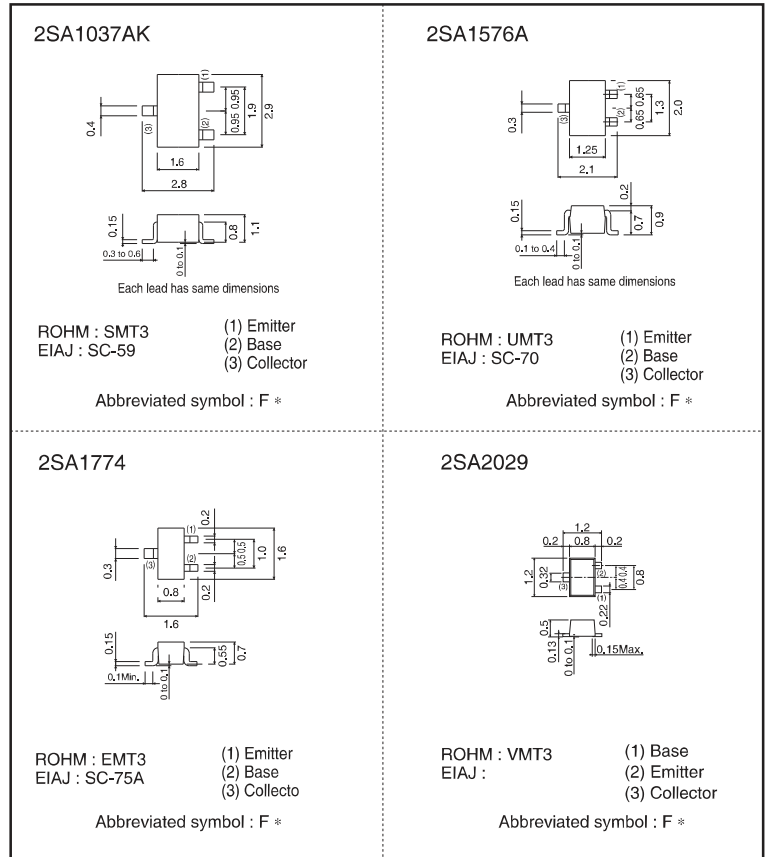 2SA1037AK
(1)
0.4
(3)
(2)
0.95 0.95
1.9
2.9
1.6
2.8
0.15
0.3 to 0.6
0 to 0.1
0.8
1.1
Each lead has same dimensions
ROHM : SMT3
EIAJ : SC-59
(1) Emitter
(2) Base
(3) Collector
Abbreviated symbol : F *
2SA1576A
(1)
0.3
(3)
(2)
0.65 0.65
1.3
2.0
1.25
2.1
0.2
0.15
0.1 to 0.4
0 to 0.1
0.7
0.9
Each lead has same dimensions
ROHM : UMT3
EIAJ : SC-70
(1) Emitter
(2) Base
(3) Collector
Abbreviated symbol : F *
2SA1774
0.2
(1)
0.3
(3)
(2)
0.5 0.5
1.0
1.6
0.8
0.2
1.6
0.15
0.1Min.
0 to 0.1
0.55
0.7
ROHM : EMT3
EIAJ : SC-75A
(1) Emitter
(2) Base
(3) Collecto
Abbreviated symbol : F *
2SA2029
1.2
0.2 0.8 0.2
1.2
0.32
(3)
(2)
(1)
0.4 0.4
0.8
0.22
0.5
0.13
0 to 0.1
0.15Max.
ROHM : VMT3
EIAJ :
(1) Base
(2) Emitter
(3) Collector
Abbreviated symbol : F *